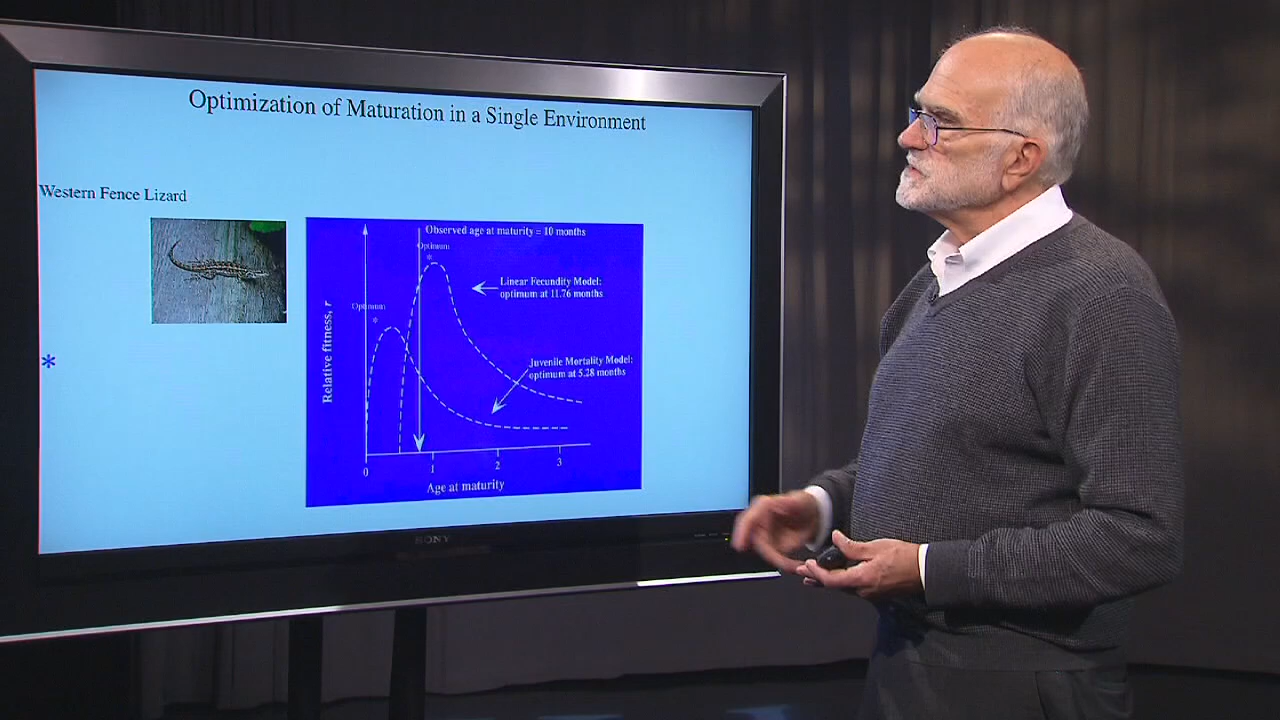 Optimization of Maturation in a Single Environment
Western Fence Lizard
Observed age at maturity = 10 months
Optimum
*
Linear Fecundity Model:
optimum at 11.76 months
Optimum
*
Relative fitness, r
Juvenile Mortality Model:
optimum at 5.28 months
*
0 1 2 3
Age at maturity
SONY